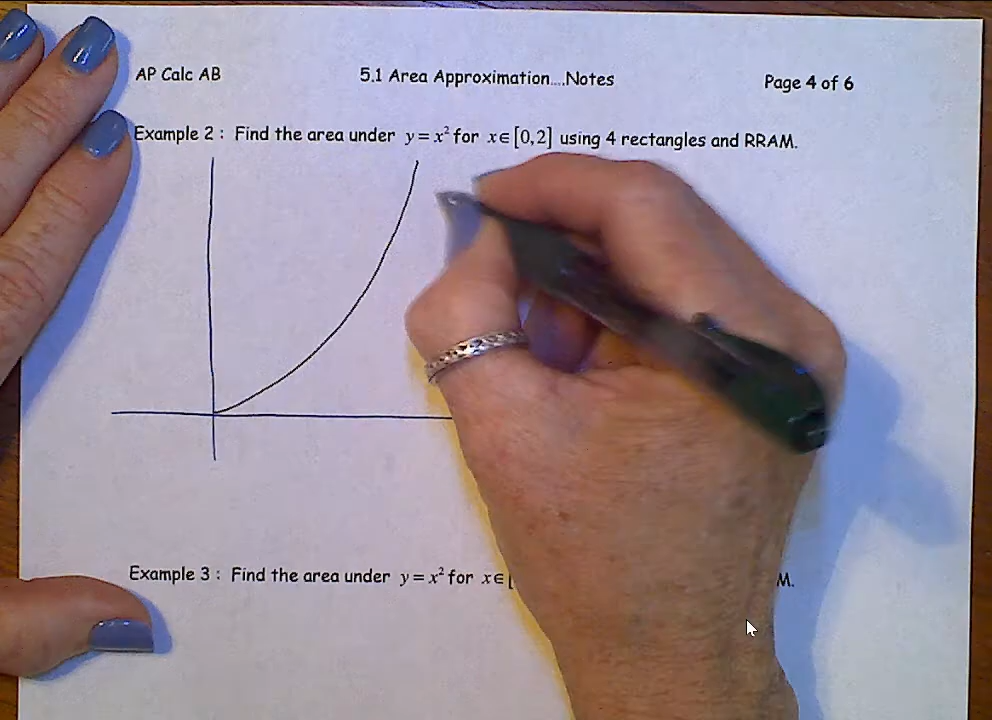 AP Calc AB 5.1 Area Approximation....Notes Page 4 of 6
Example 2 : Find the area under y = x² for x ∈ [0,2] using 4 rectangles and RRAM.
Example 3 : Find the area under y = x² for x ∈ [ M.